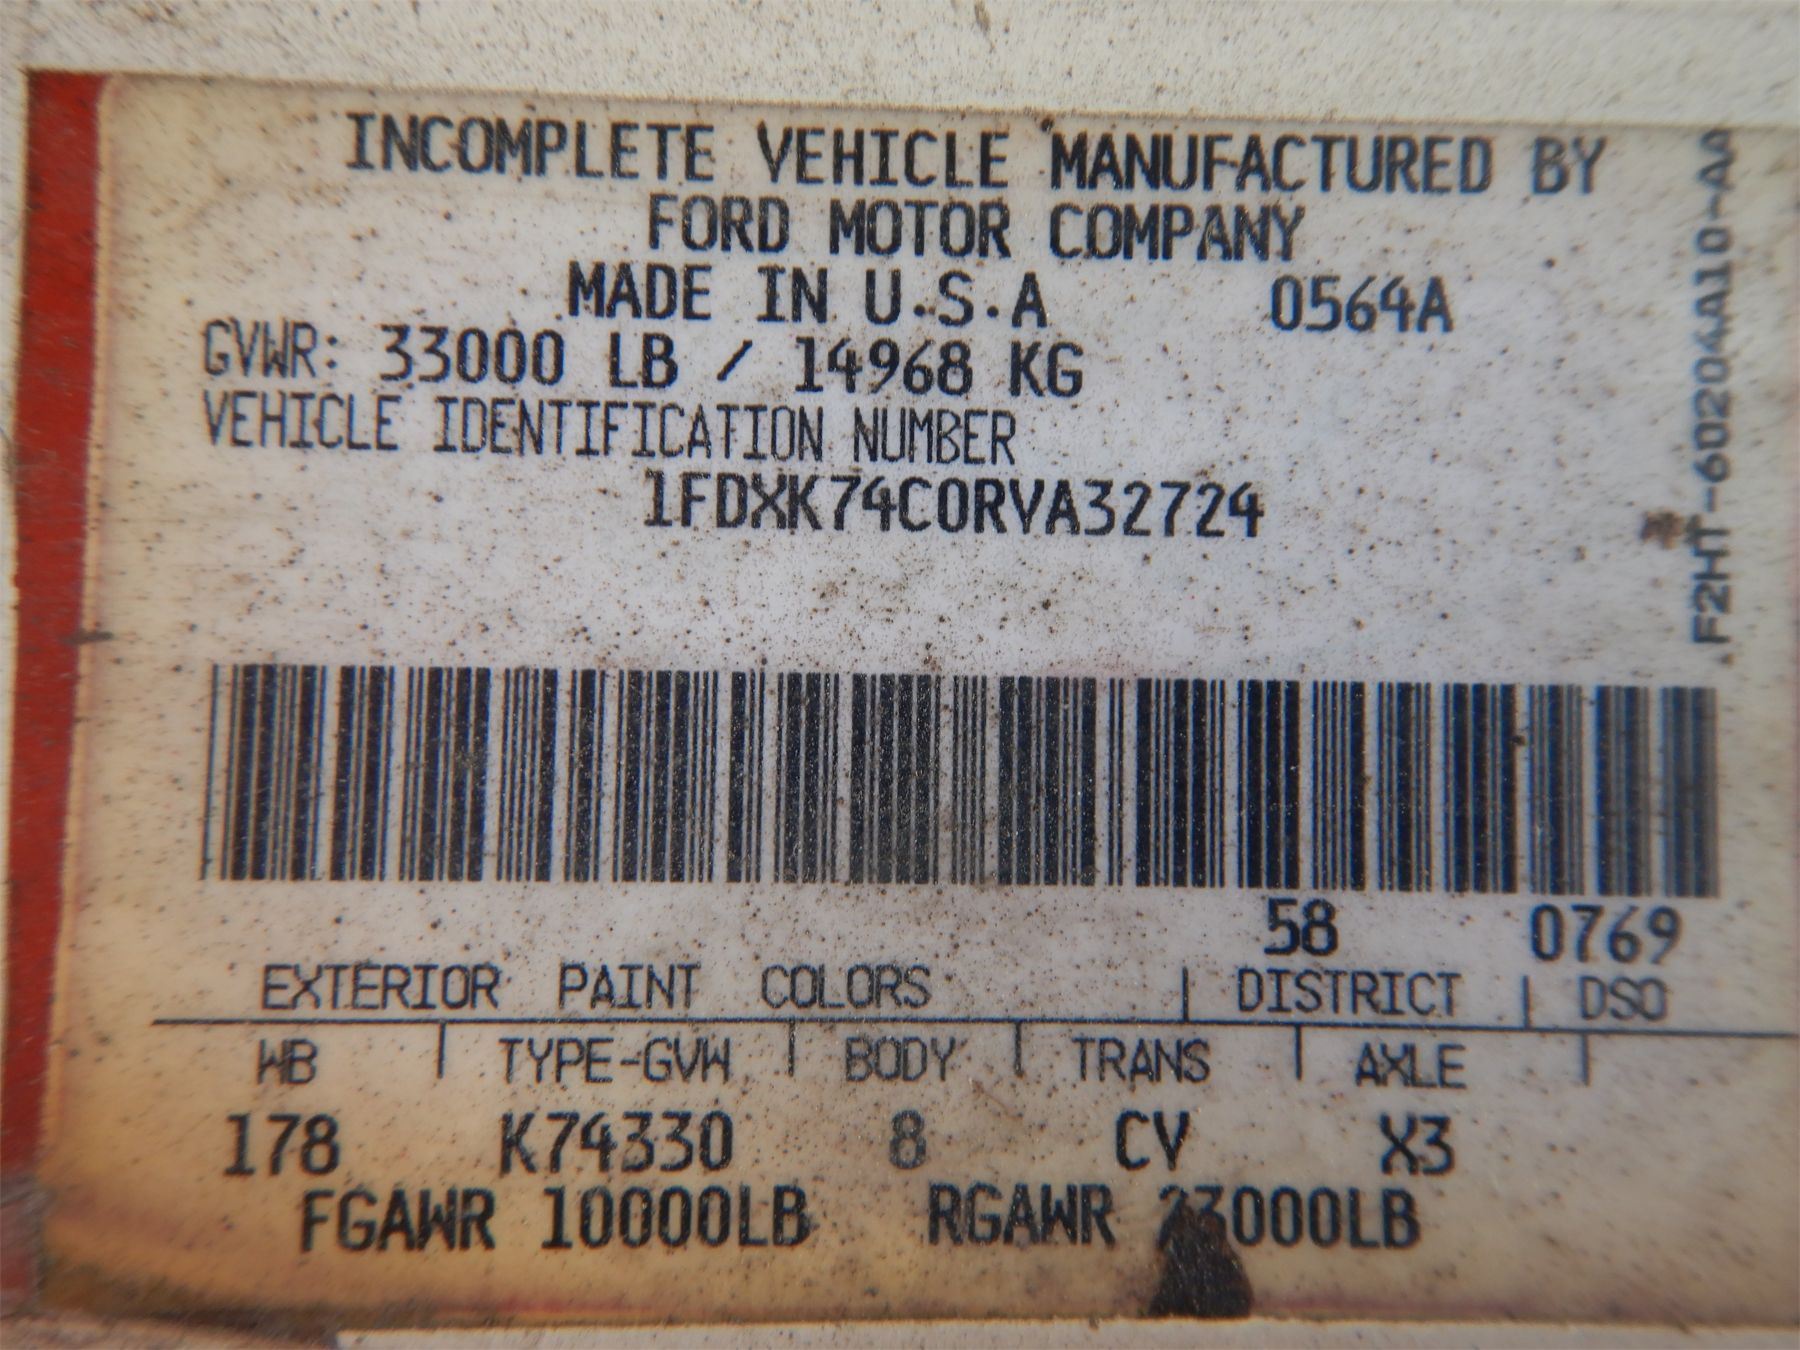 INCOMPLETE VEHICLE MANUFACTURED BY
FORD MOTOR COMPANY
MADE IN U.S.A 0564A
GVWR: 33000 LB / 14968 KG
VEHICLE IDENTIFICATION NUMBER
1FDXK74C0RVA32724
F2HT-60204A10-AA
58 0769
EXTERIOR PAINT COLORS | DISTRICT | DSO
WB | TYPE-GVW | BODY | TRANS | AXLE |
178 K74330 8 CV X3
FGAWR 10000LB RGAWR 23000LB